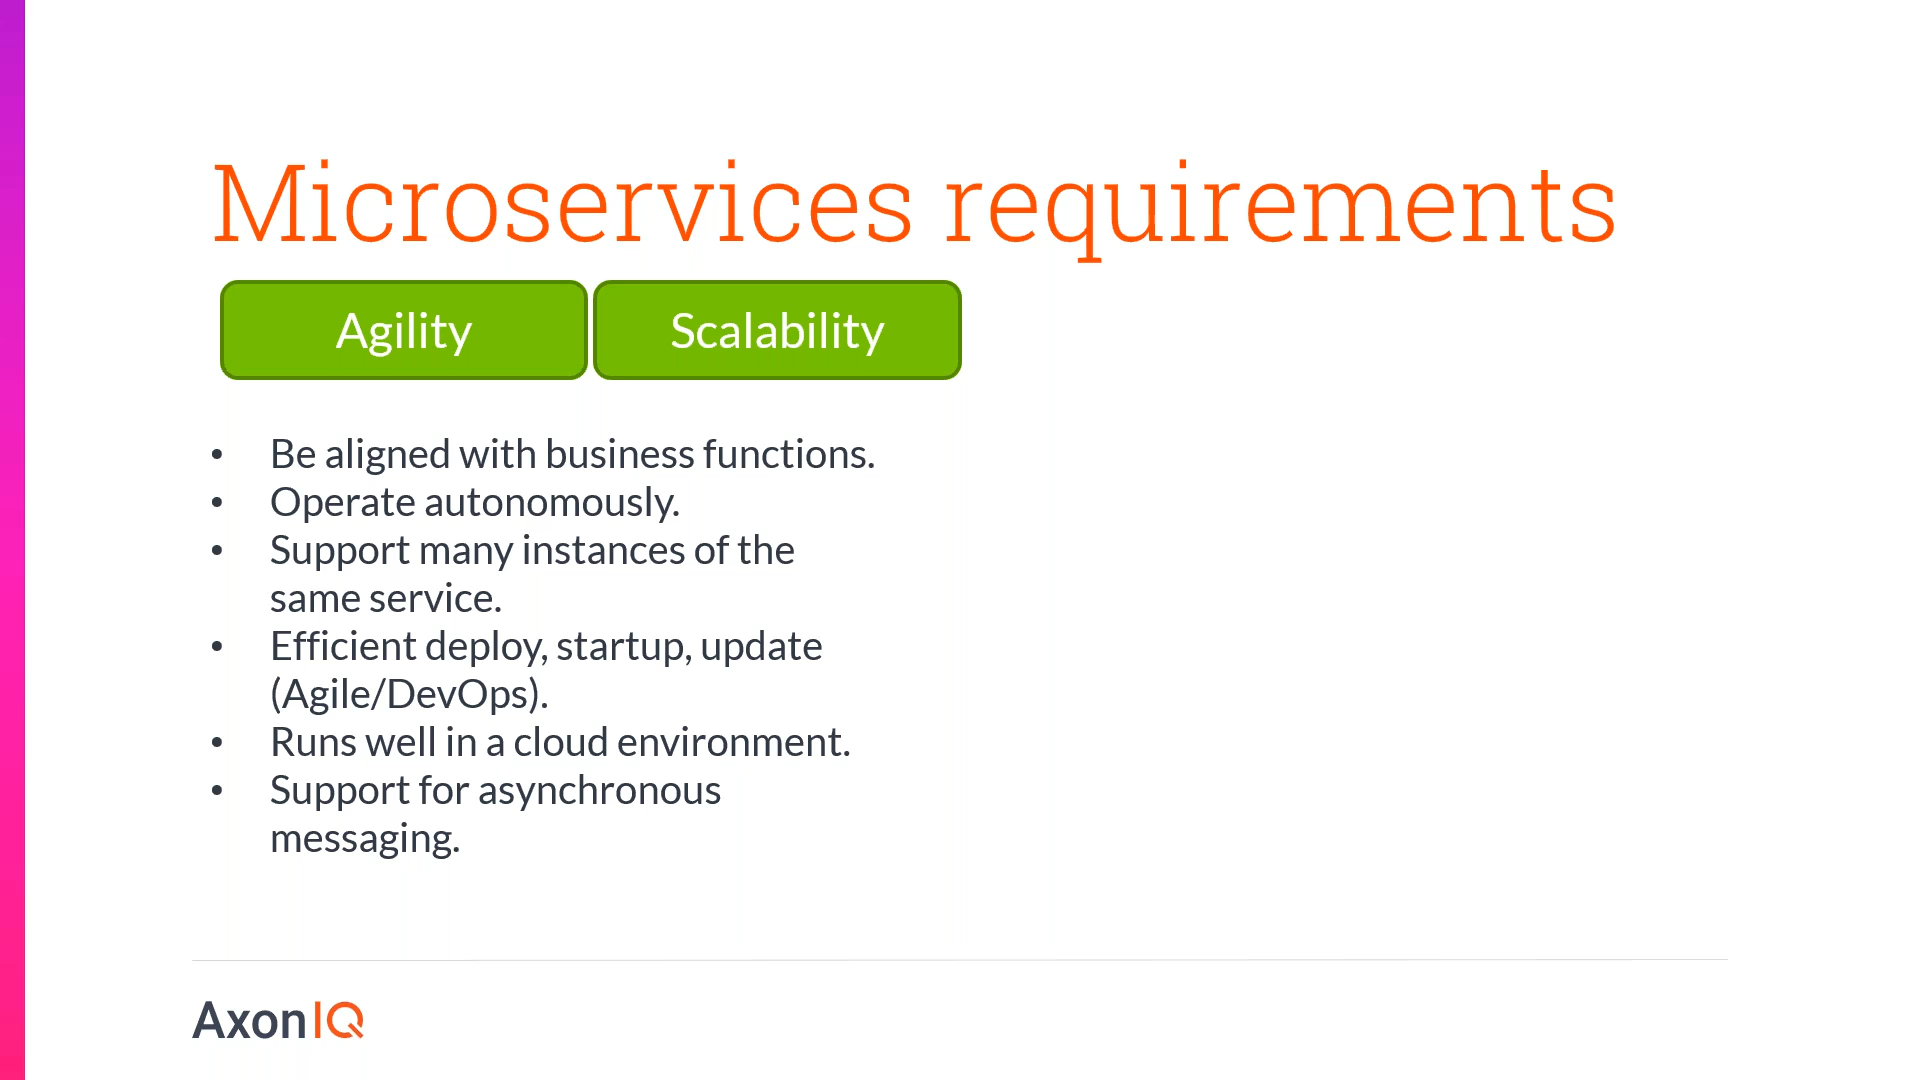 Microservices requirements
Agility
Scalability
• Be aligned with business functions.
• Operate autonomously.
• Support many instances of the
same service.
• Efficient deploy, startup, update
(Agile/DevOps).
• Runs well in a cloud environment.
• Support for asynchronous
messaging.
AxonIQ